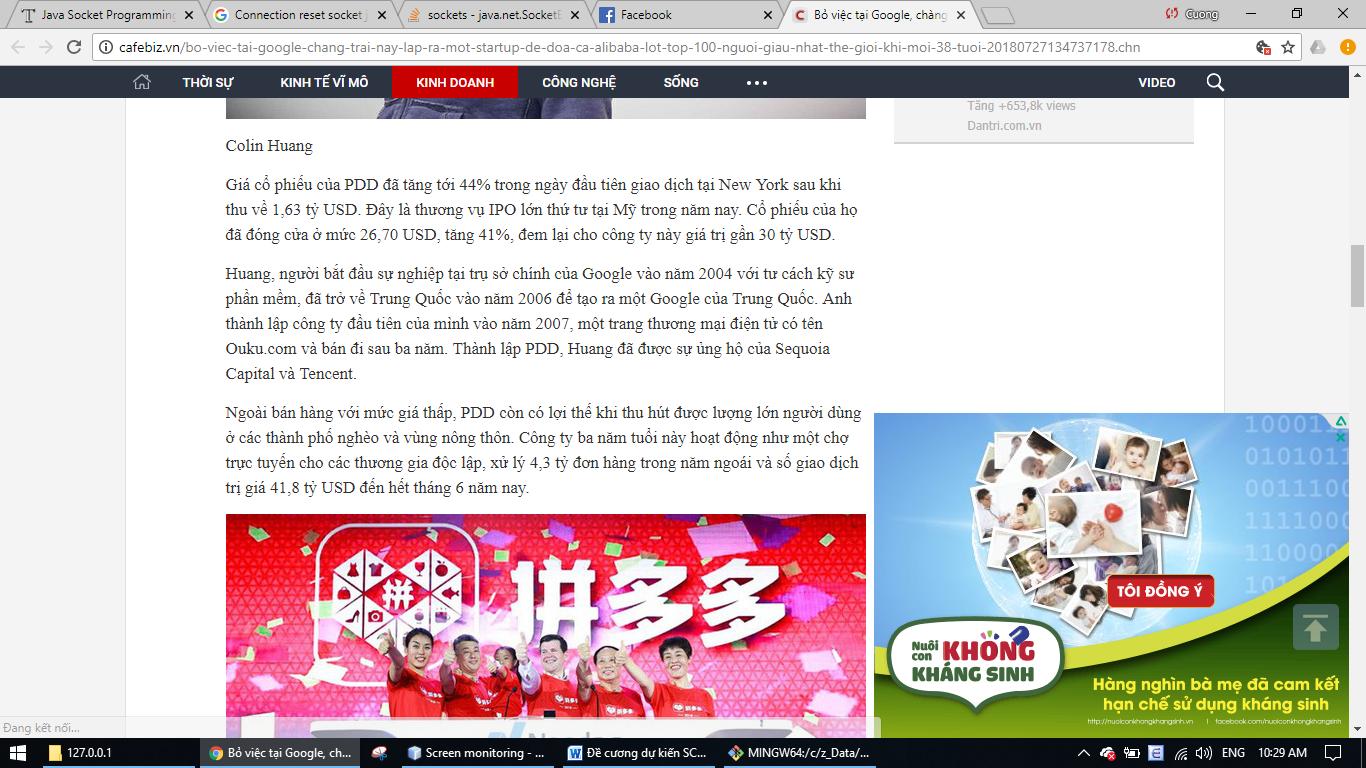 Java Socket Programming
Connection reset socket j
sockets - java.net.SocketE
Facebook
Bỏ việc tại Google, chàng
Cuong
cafebiz.vn/bo-viec-tai-google-chang-trai-nay-lap-ra-mot-startup-de-doa-ca-alibaba-lot-top-100-nguoi-giau-nhat-the-gioi-khi-moi-38-tuoi-20180727134737178.chn
THỜI SỰ
KINH TẾ VĨ MÔ
KINH DOANH
CÔNG NGHỆ
SỐNG
VIDEO
Tăng +653,8k views
Dantri.com.vn
Colin Huang
Giá cổ phiếu của PDD đã tăng tới 44% trong ngày đầu tiên giao dịch tại New York sau khi
thu về 1,63 tỷ USD. Đây là thương vụ IPO lớn thứ tư tại Mỹ trong năm nay. Cổ phiếu của họ
đã đóng cửa ở mức 26,70 USD, tăng 41%, đem lại cho công ty này giá trị gần 30 tỷ USD.
Huang, người bắt đầu sự nghiệp tại trụ sở chính của Google vào năm 2004 với tư cách kỹ sư
phần mềm, đã trở về Trung Quốc vào năm 2006 để tạo ra một Google của Trung Quốc. Anh
thành lập công ty đầu tiên của mình vào năm 2007, một trang thương mại điện tử có tên
Ouku.com và bán đi sau ba năm. Thành lập PDD, Huang đã được sự ủng hộ của Sequoia
Capital và Tencent.
Ngoài bán hàng với mức giá thấp, PDD còn có lợi thế khi thu hút được lượng lớn người dùng
ở các thành phố nghèo và vùng nông thôn. Công ty ba năm tuổi này hoạt động như một chợ
trực tuyến cho các thương gia độc lập, xử lý 4,3 tỷ đơn hàng trong năm ngoái và số giao dịch
trị giá 41,8 tỷ USD đến hết tháng 6 năm nay.
拼
拼多多
10001
010101
001110
1111000
11000
TÔI ĐỒNG Ý
Nuôi
con KHÔNG
KHÁNG SINH
Hàng nghìn bà mẹ đã cam kết
hạn chế sử dụng kháng sinh
http://nuoiconkhongkhangsinh.vn | facebook.com/nuoiconkhongkhangsinh
Đang kết nối...
127.0.0.1
Bỏ việc tại Google, ch...
Screen monitoring - ...
Đề cương dự kiến SC...
MINGW64:/c/z_Data/...
ENG
10:29 AM